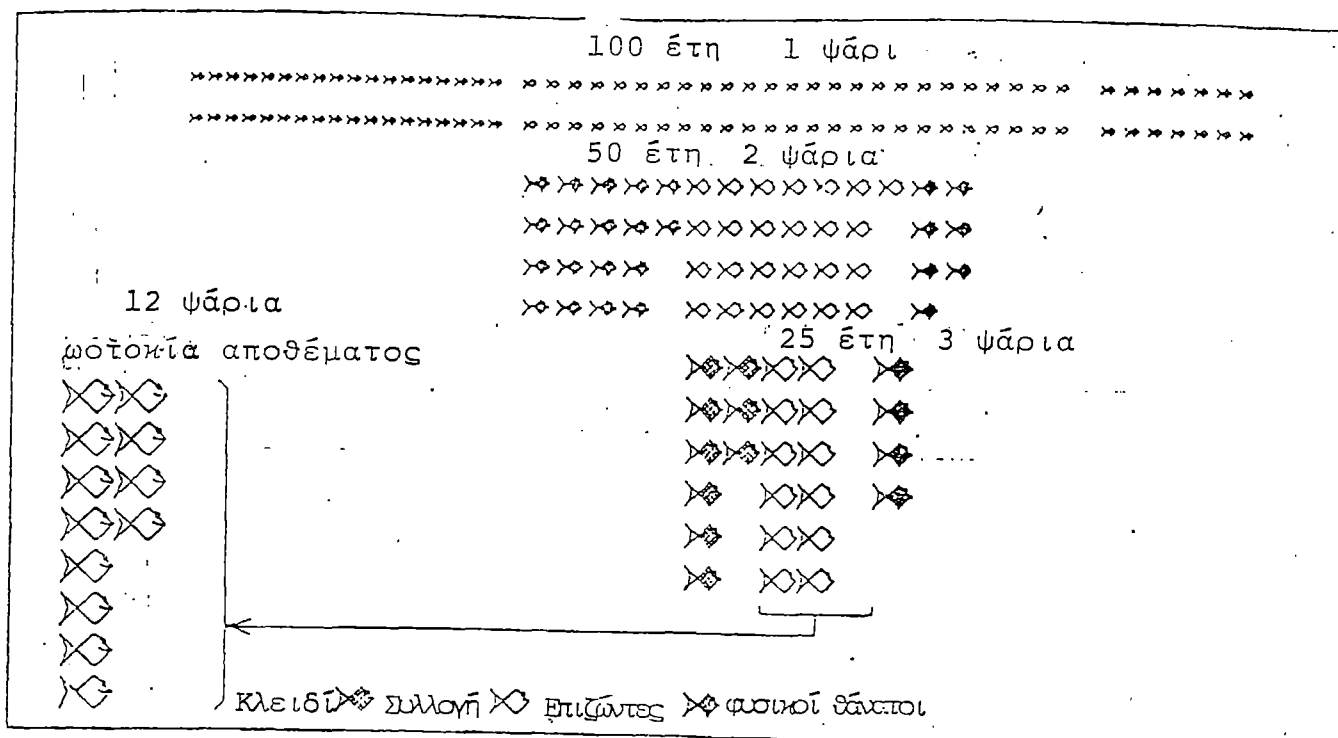 100 έτη 1 ψάρι
50 έτη 2 ψάρια
12 ψάρια
ωοτοκία αποθέματος
25 έτη 3 ψάρια
Κλειδί Συλλογή Επιζώντες φυσικοί θάνατοι